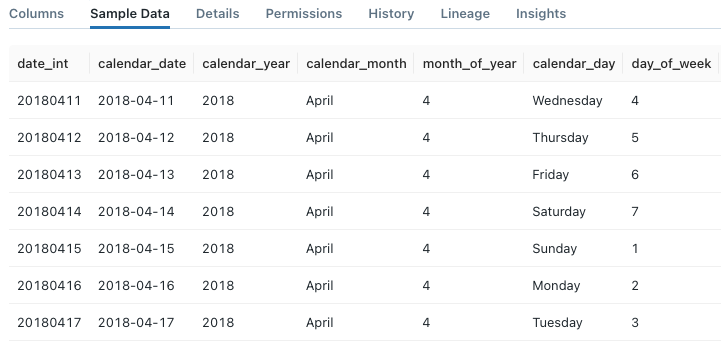 Columns Sample Data Details Permissions History Lineage Insights
date_int calendar_date calendar_year calendar_month month_of_year calendar_day day_of_week
20180411 2018-04-11 2018 April 4 Wednesday 4
20180412 2018-04-12 2018 April 4 Thursday 5
20180413 2018-04-13 2018 April 4 Friday 6
20180414 2018-04-14 2018 April 4 Saturday 7
20180415 2018-04-15 2018 April 4 Sunday 1
20180416 2018-04-16 2018 April 4 Monday 2
20180417 2018-04-17 2018 April 4 Tuesday 3